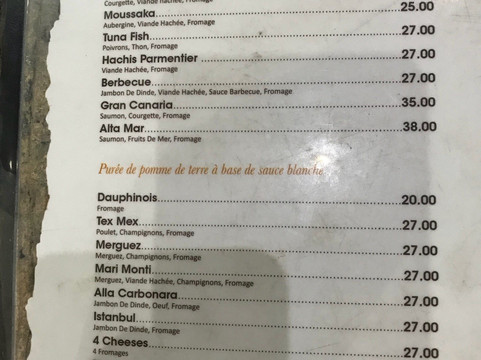 Courgette, Viande Hachée, Fromage
Moussaka 25.00
Aubergine, Viande Hachée, Fromage
Tuna Fish 27.00
Poivrons, Thon, Fromage
Hachis Parmentier 27.00
Viande Hachée, Fromage
Berbecue 27.00
Jambon De Dinde, Viande Hachée, Sauce Barbecue, Fromage
Gran Canaria 35.00
Saumon, Courgette, Fromage
Alta Mar 38.00
Saumon, Fruits De Mer, Fromage
Purée de pomme de terre à base de sauce blanche
Dauphinois 20.00
Fromage
Tex Mex 27.00
Poulet, Champignons, Fromage
Merguez 27.00
Merguez, Champignons, Fromage
Mari Monti 27.00
Merguez, Viande Hachée, Champignons, Fromage
Alla Carbonara 27.00
Jambon De Dinde, Oeuf, Fromage
Istanbul 27.00
Jambon De Dinde, Fromage
4 Cheeses 27.00
4 Fromages